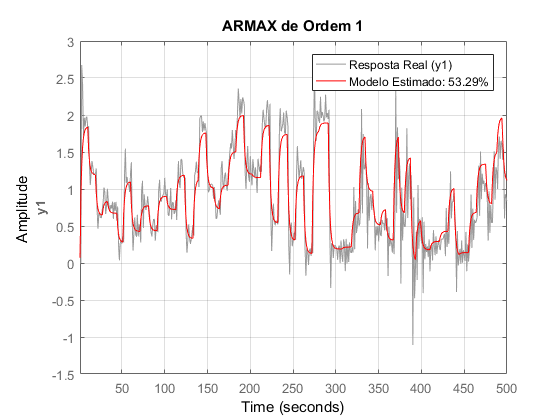 ARMAX de Ordem 1
Resposta Real (y1)
Modelo Estimado: 53.29%
Amplitude
y1
3
2.5
2
1.5
1
0.5
0
-0.5
-1
-1.5
50 100 150 200 250 300 350 400 450 500
Time (seconds)